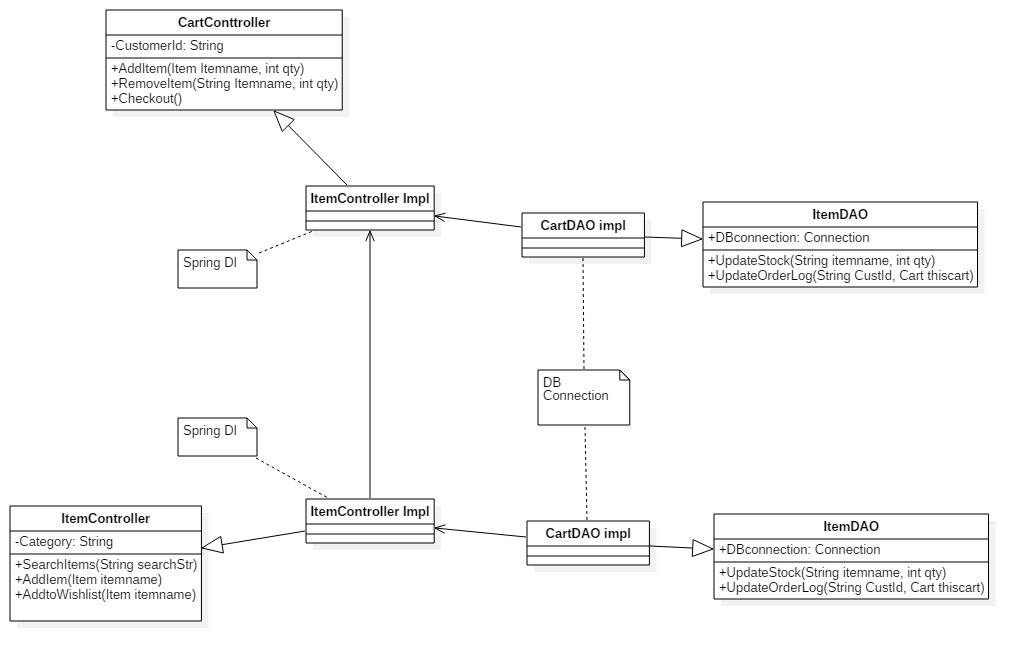 CartConttroller
-CustomerId: String
+AddItem(Item Itemname, int qty)
+RemoveItem(String Itemname, int qty)
+Checkout()
ItemController Impl
CartDAO impl
ItemDAO
+DBconnection: Connection
+UpdateStock(String itemname, int qty)
+UpdateOrderLog(String CustId, Cart thiscart)
Spring DI
DB
Connection
Spring DI
ItemController
-Category: String
+SearchItems(String searchStr)
+AddIem(Item itemname)
+AddtoWishlist(Item itemname)
ItemController Impl
CartDAO impl
ItemDAO
+DBconnection: Connection
+UpdateStock(String itemname, int qty)
+UpdateOrderLog(String CustId, Cart thiscart)